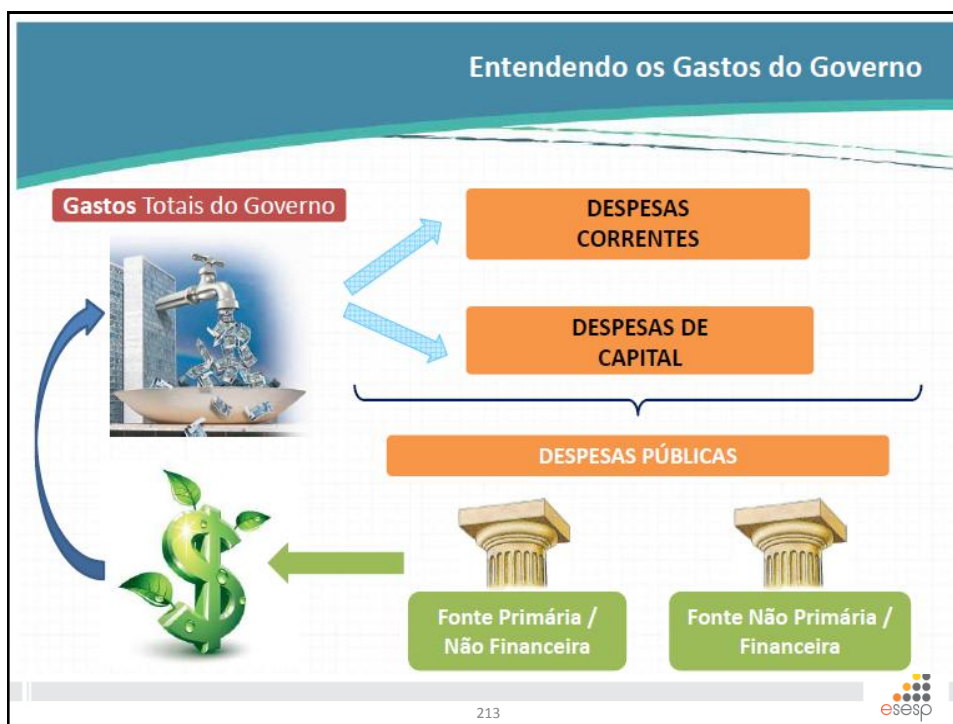 Entendendo os Gastos do Governo
Gastos Totais do Governo
DESPESAS
CORRENTES
DESPESAS DE
CAPITAL
DESPESAS PÚBLICAS
Fonte Primária /
Não Financeira
Fonte Não Primária /
Financeira
213
esesp